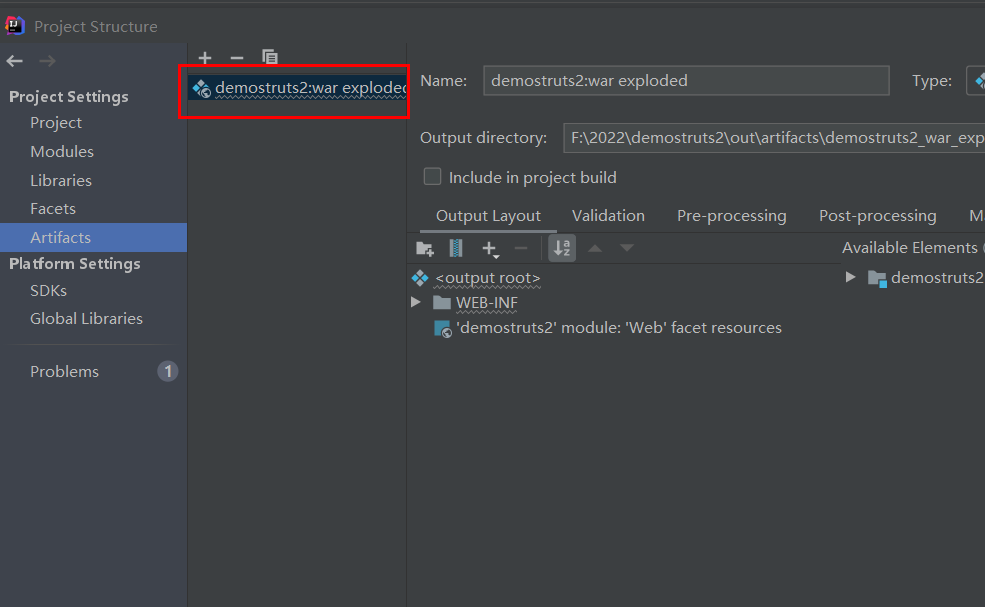 Project Structure
Project Settings
Project
Modules
Libraries
Facets
Artifacts
Platform Settings
SDKs
Global Libraries
Problems 1
demostruts2:war exploded
Name: demostruts2:war exploded Type:
Output directory: F:\2022\demostruts2\out\artifacts\demostruts2_war_exp
Include in project build
Output Layout Validation Pre-processing Post-processing M
Available Elements
<output root>
demostruts2
WEB-INF
'demostruts2' module: 'Web' facet resources